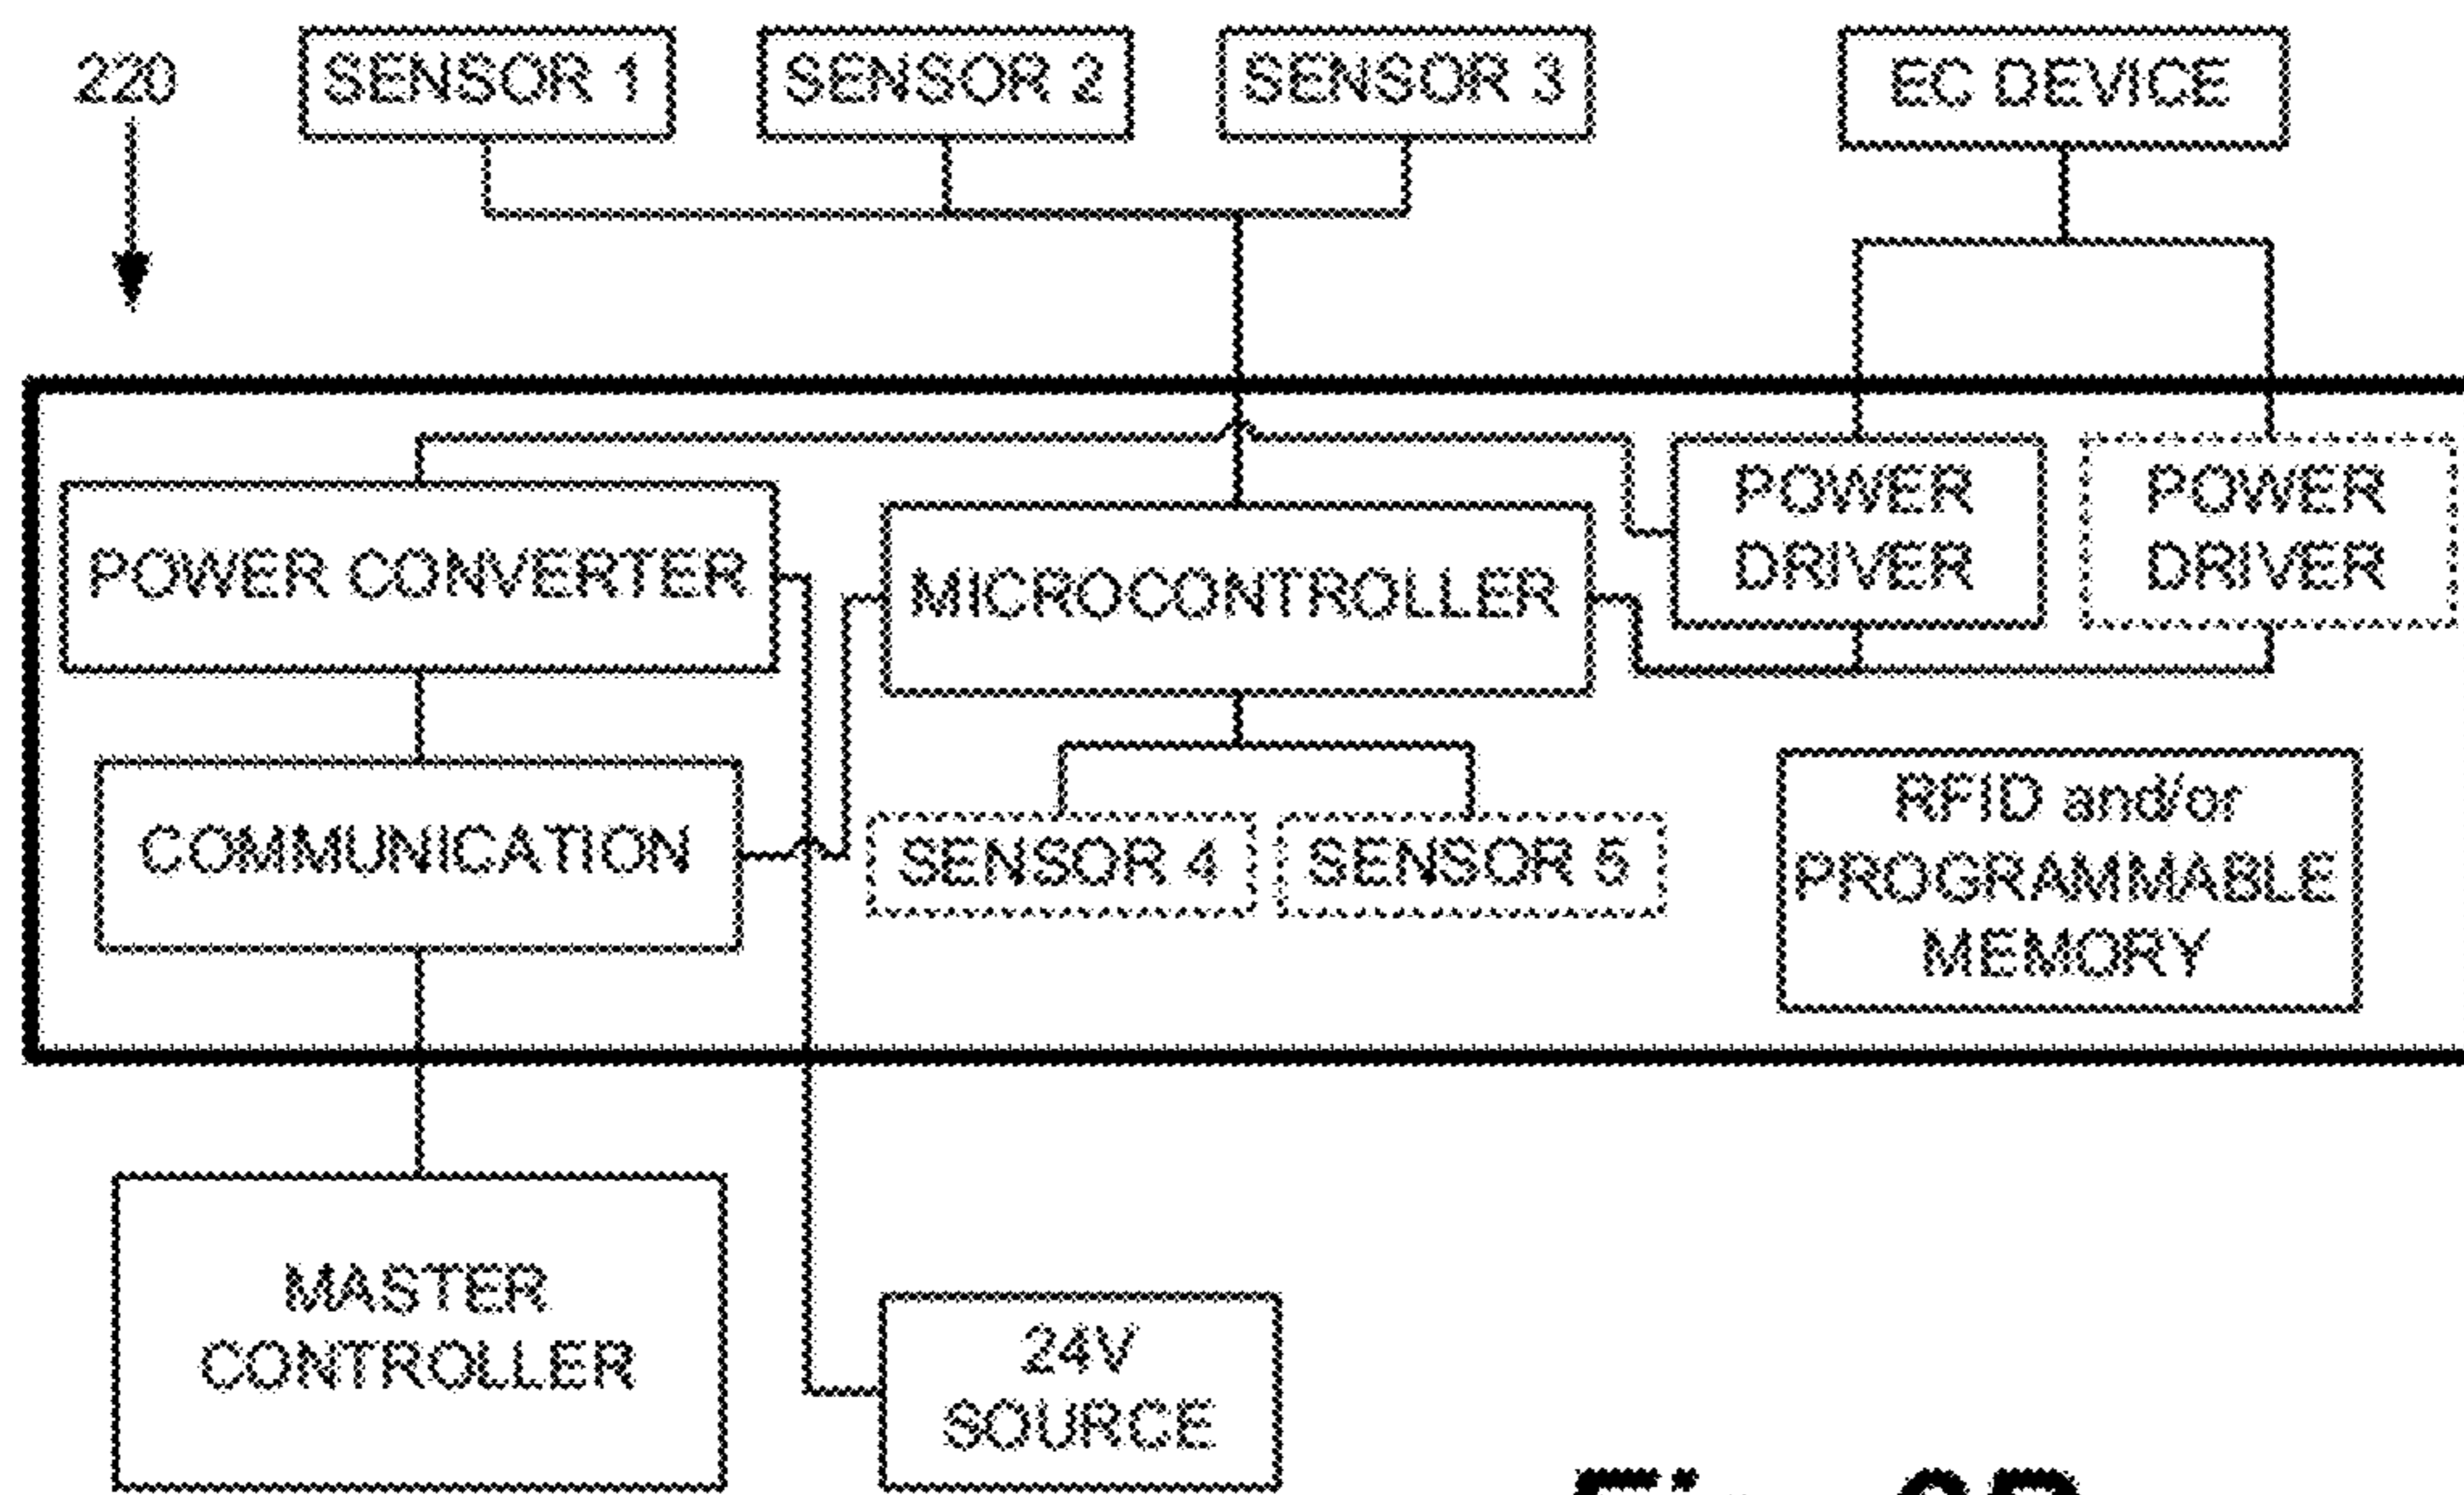 220
SENSOR 1
SENSOR 2
SENSOR 3
EC DEVICE
POWER CONVERTER
MICROCONTROLLER
POWER
DRIVER
POWER
DRIVER
COMMUNICATION
SENSOR 4
SENSOR 5
RFID and/or
PROGRAMMABLE
MEMORY
MASTER
CONTROLLER
24V
SOURCE